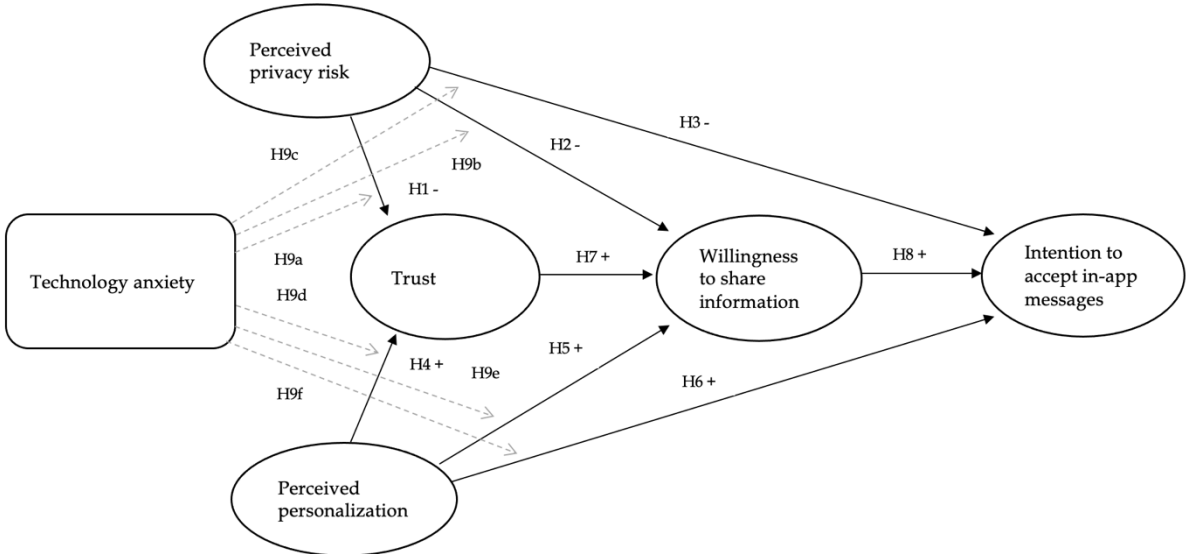 Perceived
privacy risk
H3 -
H2 -
H9c
H9b
H1 -
Technology anxiety
H9a
H9d
Trust
H7 +
Willingness
to share
information
H8 +
Intention to
accept in-app
messages
H5 +
H4 +
H9e
H6 +
H9f
Perceived
personalization